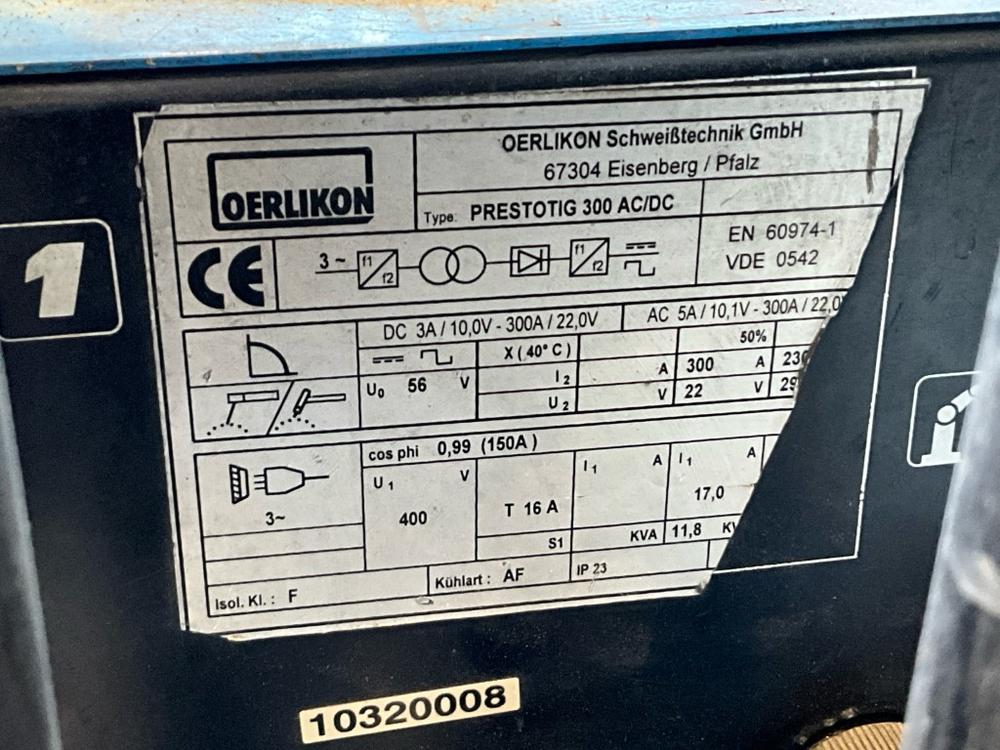 OERLIKON
OERLIKON Schweißtechnik GmbH
67304 Eisenberg / Pfalz
Type: PRESTOTIG 300 AC/DC
CE
3 ~ f1 f2 f1 f2
EN 60974-1
VDE 0542
1
DC 3A / 10,0V - 300A / 22,0V
AC 5A / 10,1V - 300A / 22,0V
X ( 40° C )
50%
U0 56 V
I2 A 300 A 230
U2 V 22 V 29
cos phi 0,99 (150A )
3~
U1 V
400
T 16 A
I1 A
I1 A
17,0
S1 KVA 11,8
Isol. Kl. : F
Kühlart : AF
IP 23
10320008